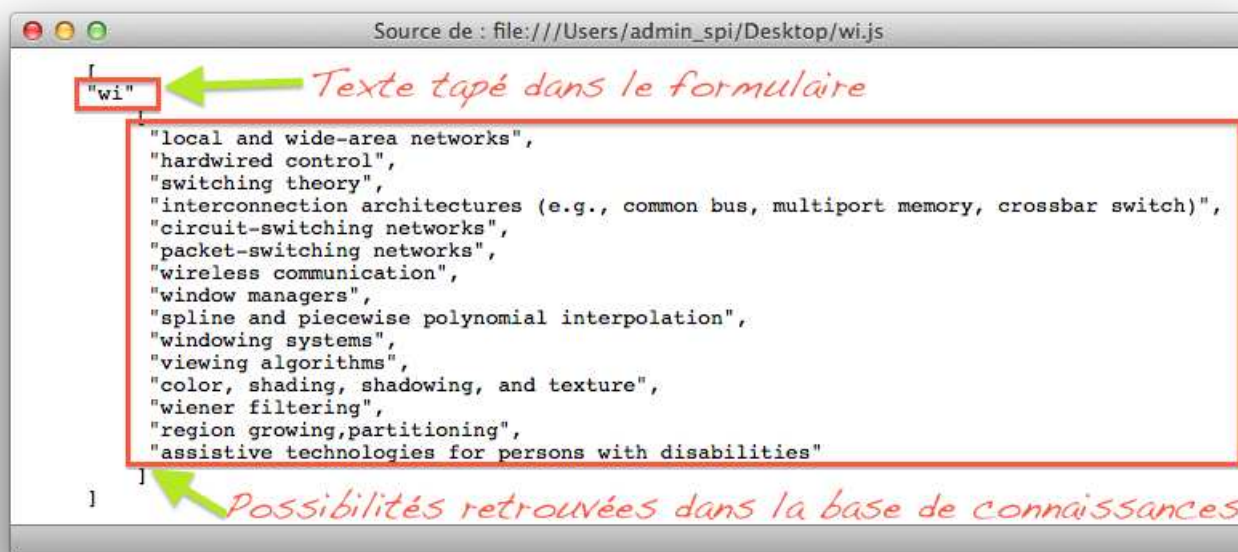 Source de : file:///Users/admin_spi/Desktop/wi.js
[
"wi"
Texte tapé dans le formulaire
[
"local and wide-area networks",
"hardwired control",
"switching theory",
"interconnection architectures (e.g., common bus, multiport memory, crossbar switch)",
"circuit-switching networks",
"packet-switching networks",
"wireless communication",
"window managers",
"spline and piecewise polynomial interpolation",
"windowing systems",
"viewing algorithms",
"color, shading, shadowing, and texture",
"wiener filtering",
"region growing,partitioning",
"assistive technologies for persons with disabilities"
]
]
Possibilités retrouvées dans la base de connaissances